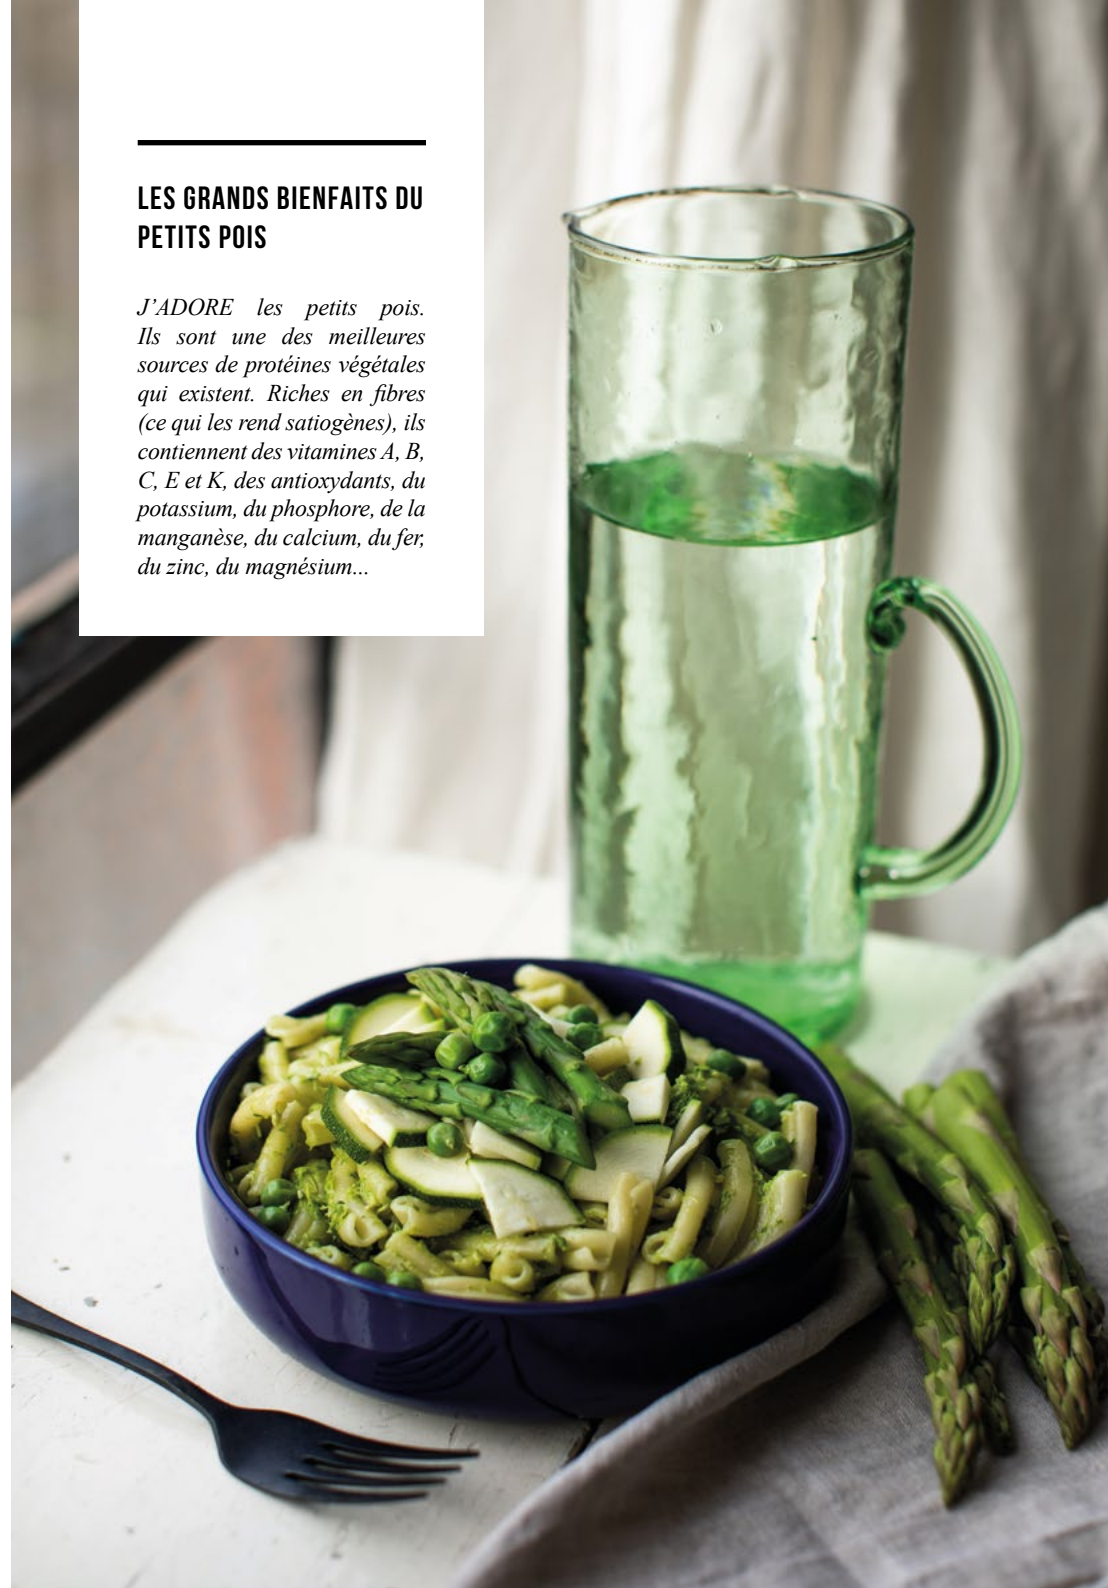 LES GRANDS BIENFAITS DU
PETITS POIS
J’ADORE les petits pois.
Ils sont une des meilleures
sources de protéines végétales
qui existent. Riches en fibres
(ce qui les rend satiogènes), ils
contiennent des vitamines A, B,
C, E et K, des antioxydants, du
potassium, du phosphore, de la
manganèse, du calcium, du fer,
du zinc, du magnésium...